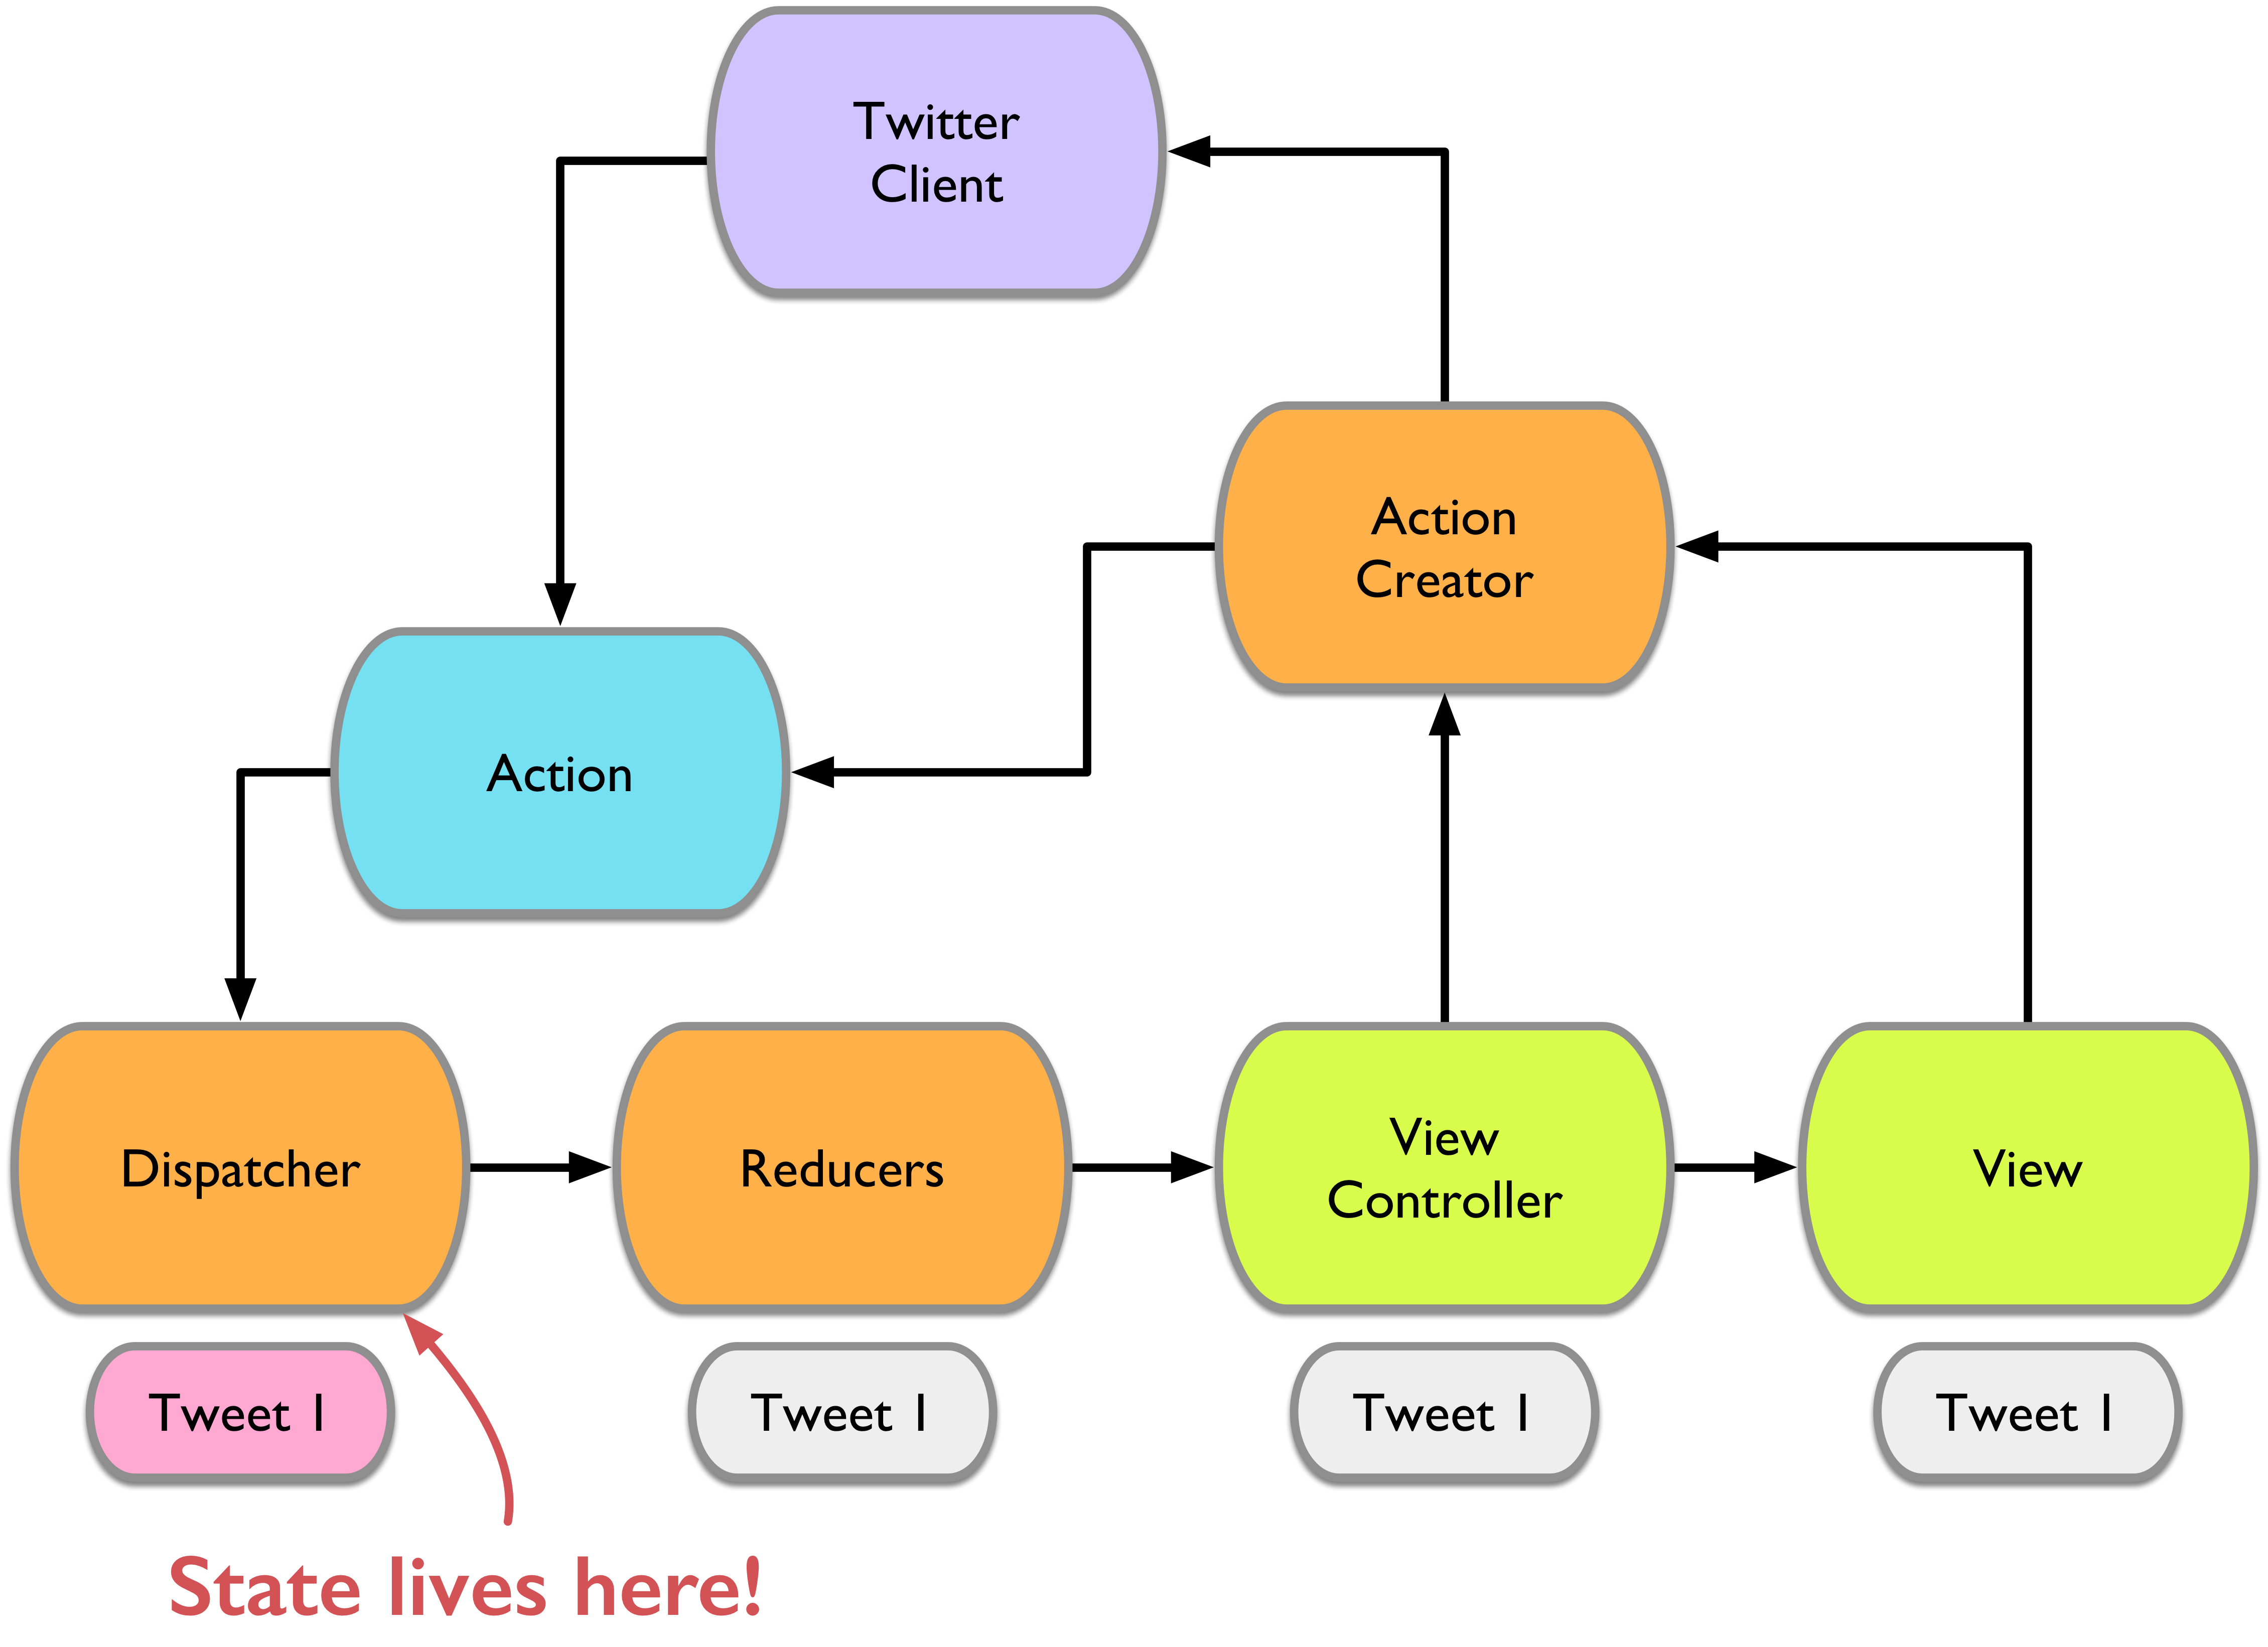 Twitter
Client
Action
Creator
Action
Dispatcher
Reducers
View
Controller
View
Tweet 1
Tweet 1
Tweet 1
Tweet 1
State lives here!